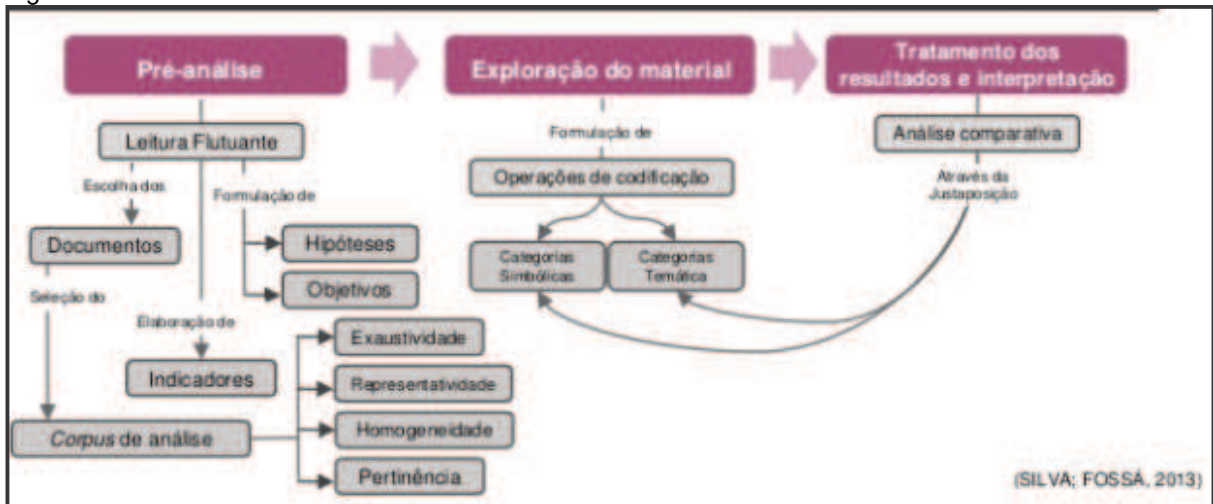 Pré-análise
Exploração do material
Tratamento dos
resultados e interpretação
Leitura Flutuante
Escolha dos
Formulação de
Documentos
Hipóteses
Objetivos
Seleção do
Elaboração de
Indicadores
Corpus de análise
Exaustividade
Representatividade
Homogeneidade
Pertinência
Formulação de
Operações de codificação
Categorias
Simbólicas
Categorias
Temática
Análise comparativa
Através da
Justaposição
(SILVA; FOSSÁ, 2013)